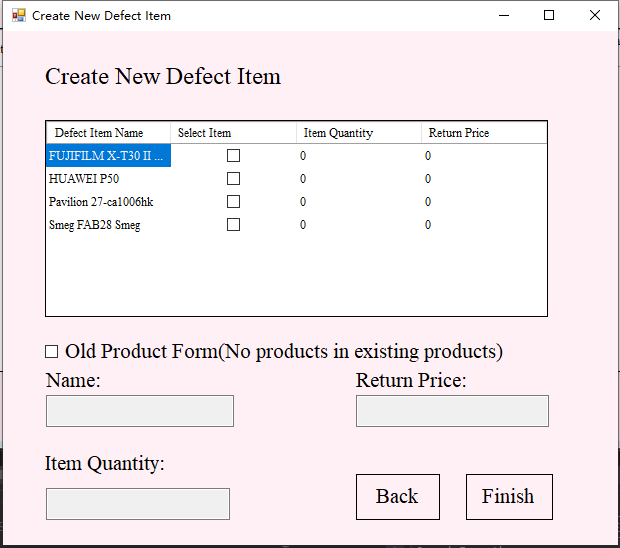 Create New Defect Item
Create New Defect Item
Defect Item Name Select Item Item Quantity Return Price
FUJIFILM X-T30 II ... 0 0
HUAWEI P50 0 0
Pavilion 27-ca1006hk 0 0
Smeg FAB28 Smeg 0 0
Old Product Form(No products in existing products)
Name: Return Price:
Item Quantity:
Back Finish